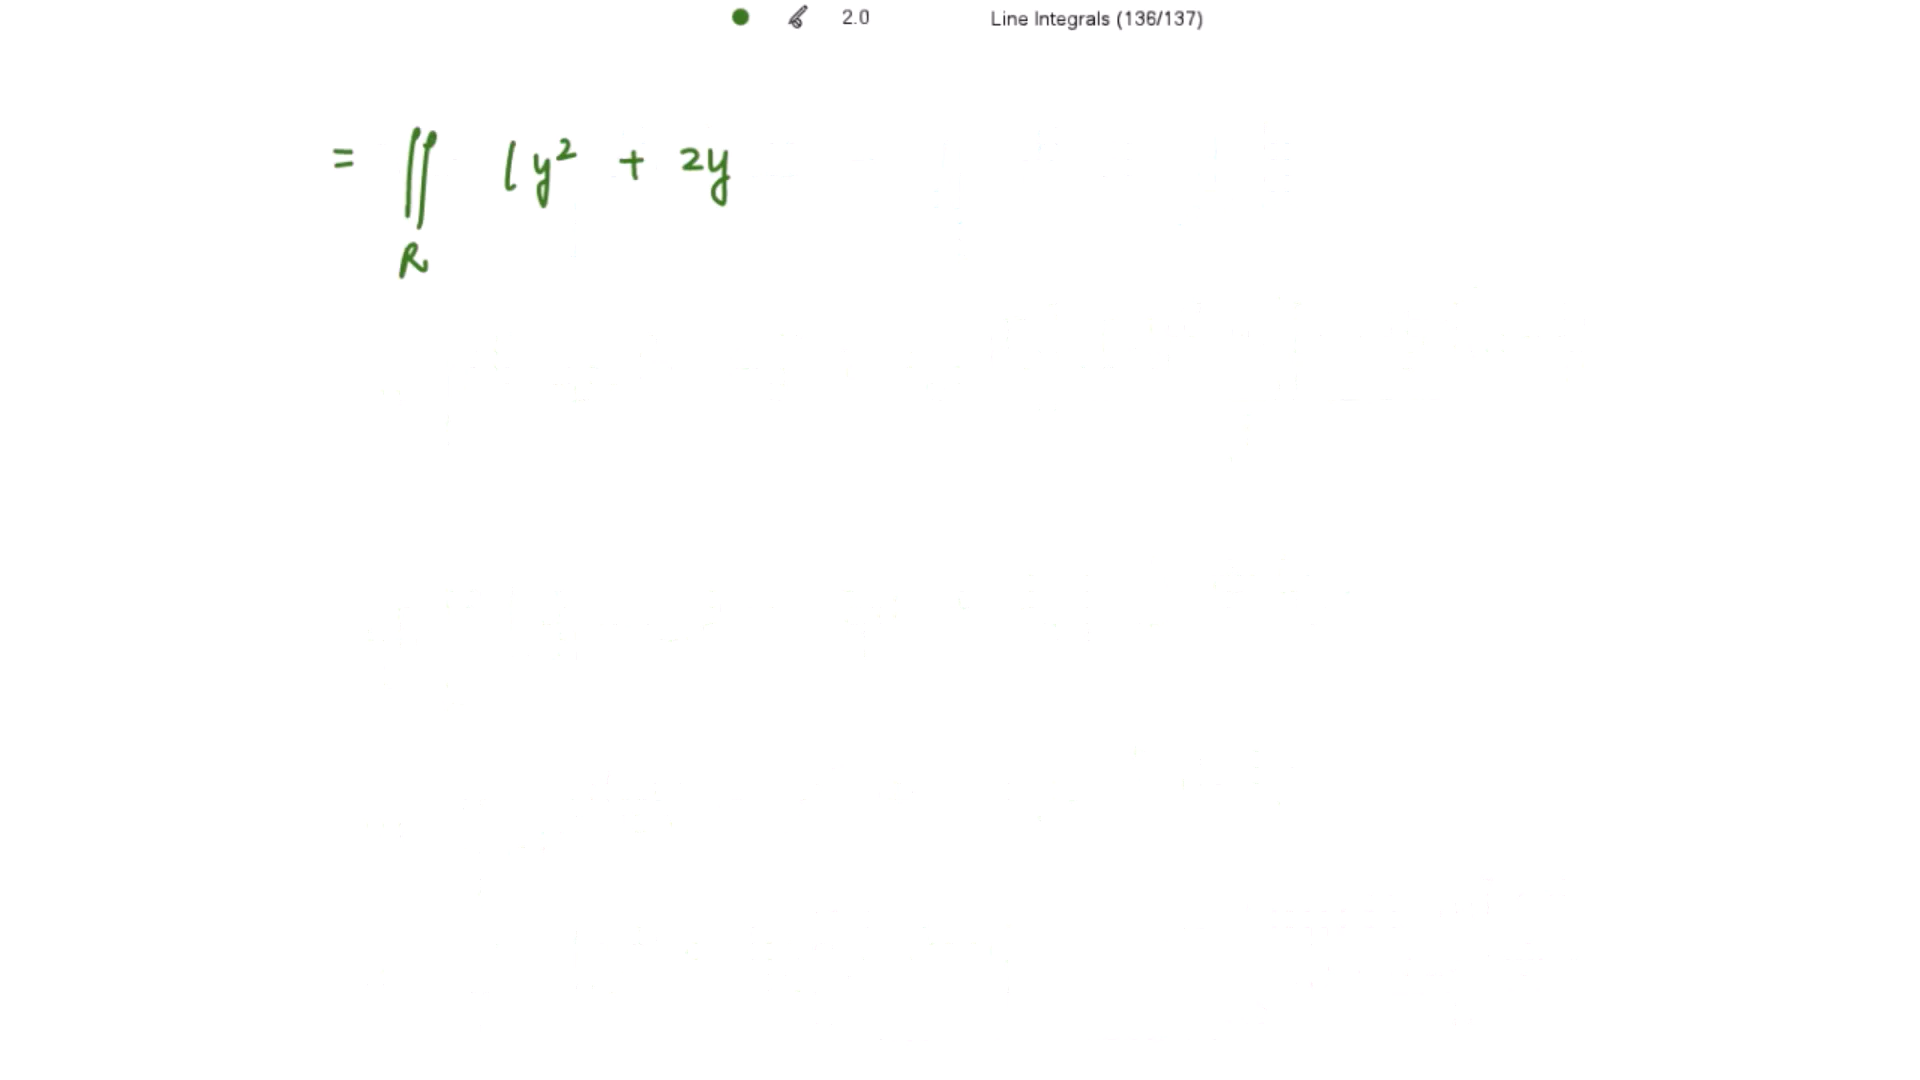 2.0 Line Integrals (136/137)
= ∬ (y² + 2y
R